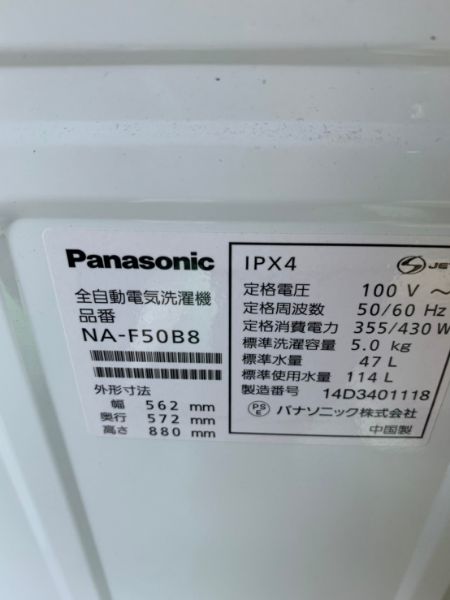 Panasonic
全自動電気洗濯機
品番
NA-F50B8
外形寸法
幅 562 mm
奥行 572 mm
高さ 880 mm
IPX4
定格電圧 100 V ～
定格周波数 50/60 Hz
定格消費電力 355/430 W
標準洗濯容量 5.0 kg
標準水量 47 L
標準使用水量 114 L
製造番号 14D3401118
PS
E パナソニック株式会社
中国製